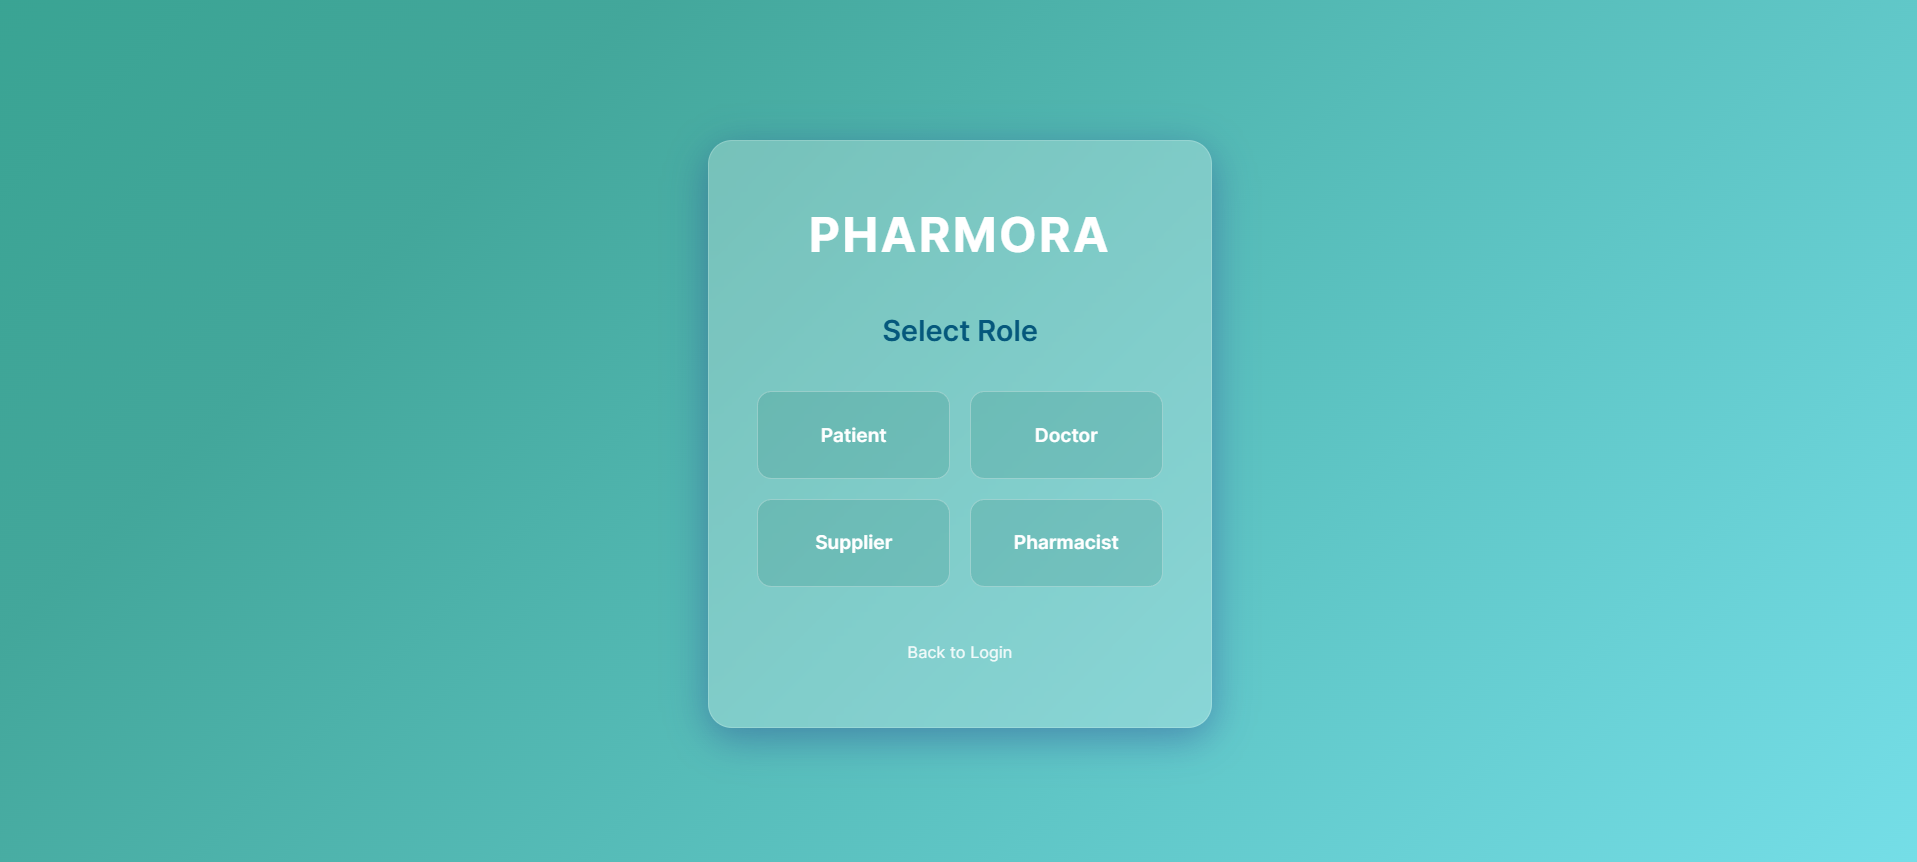 PHARMORA
Select Role
Patient
Doctor
Supplier
Pharmacist
Back to Login